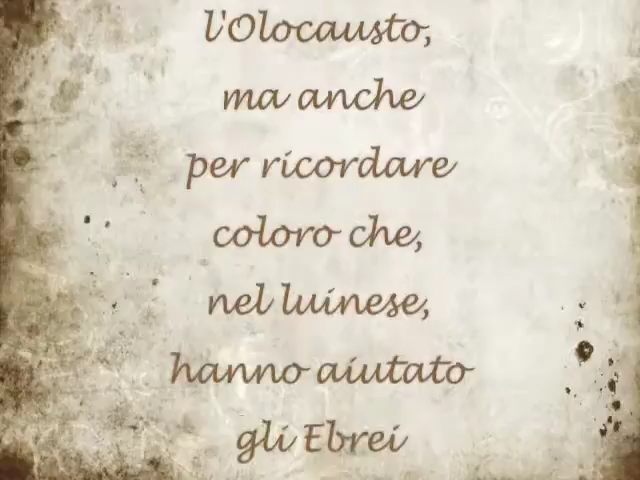 l'Olocausto,
ma anche
per ricordare
coloro che,
nel luinese,
hanno aiutato
gli Ebrei